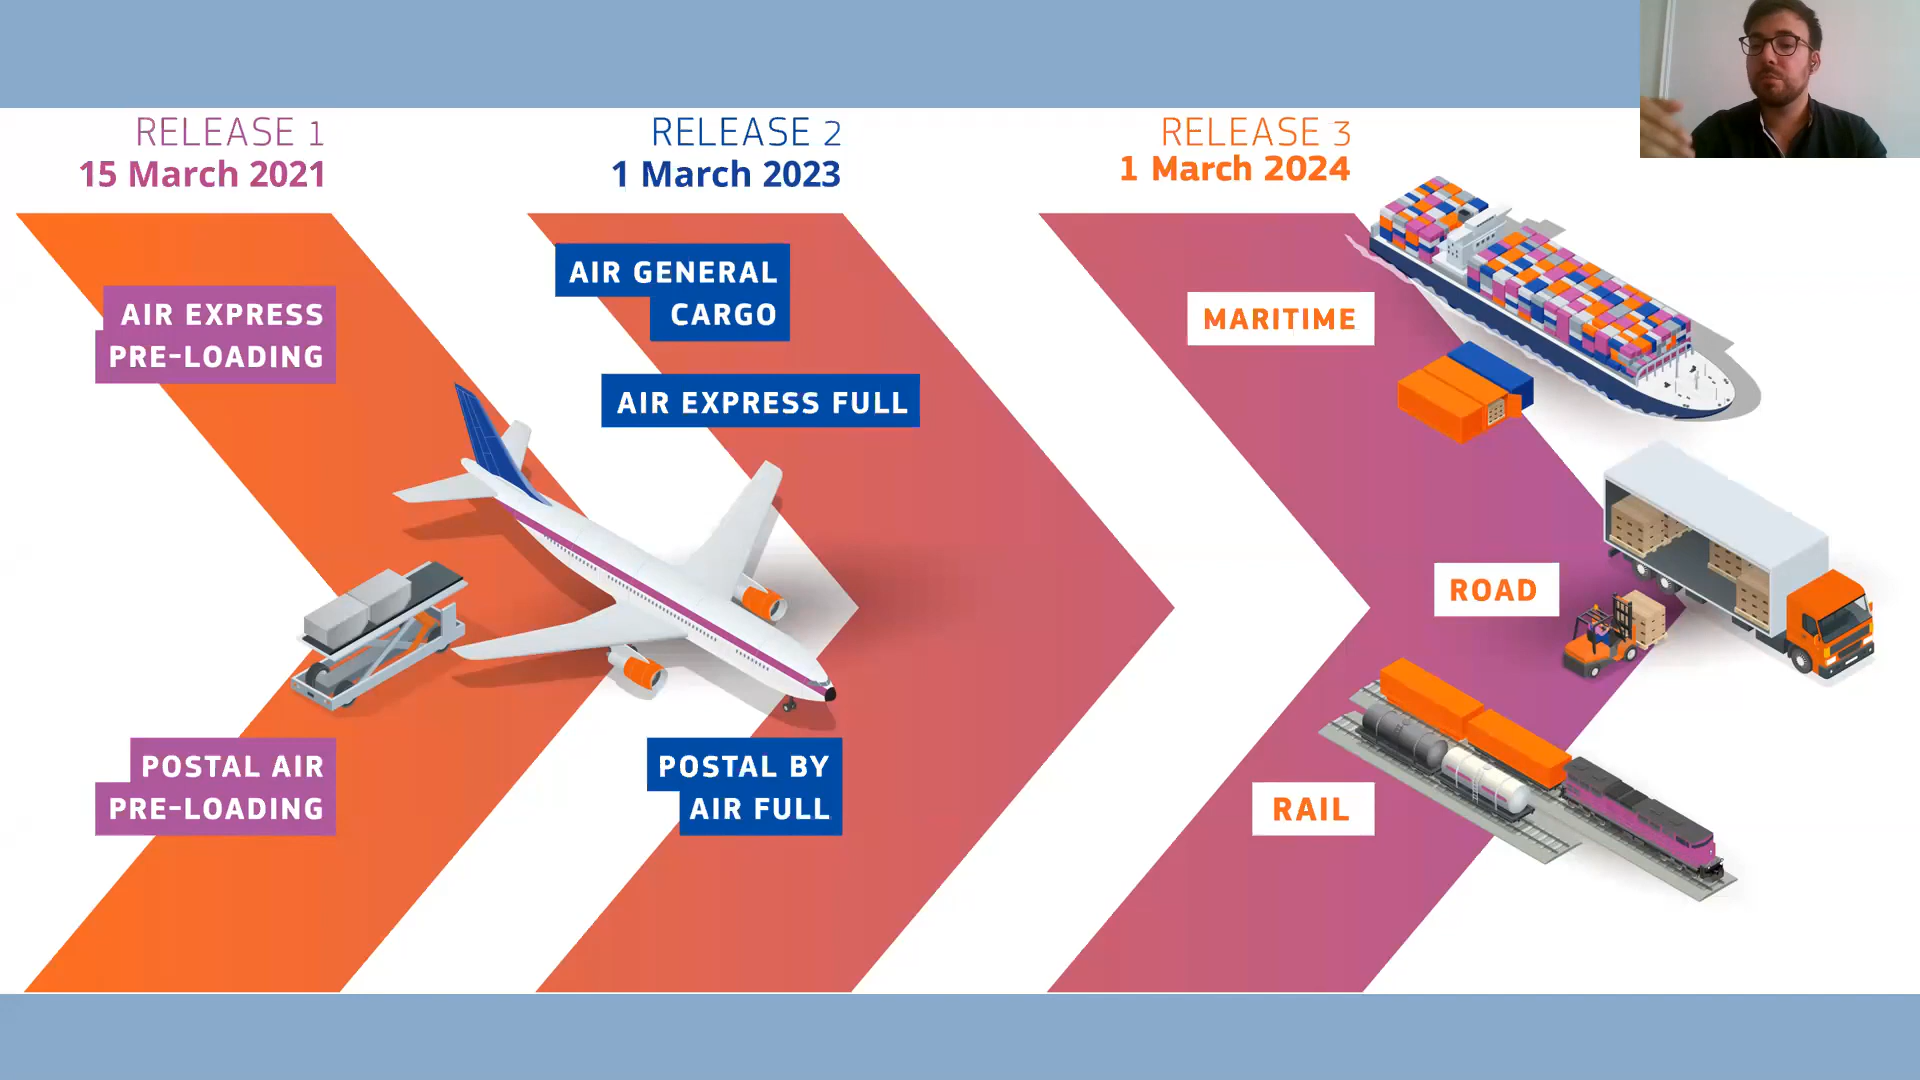 RELEASE 1
15 March 2021
AIR EXPRESS
PRE-LOADING
POSTAL AIR
PRE-LOADING
RELEASE 2
1 March 2023
AIR GENERAL
CARGO
AIR EXPRESS FULL
POSTAL BY
AIR FULL
RELEASE 3
1 March 2024
MARITIME
ROAD
RAIL